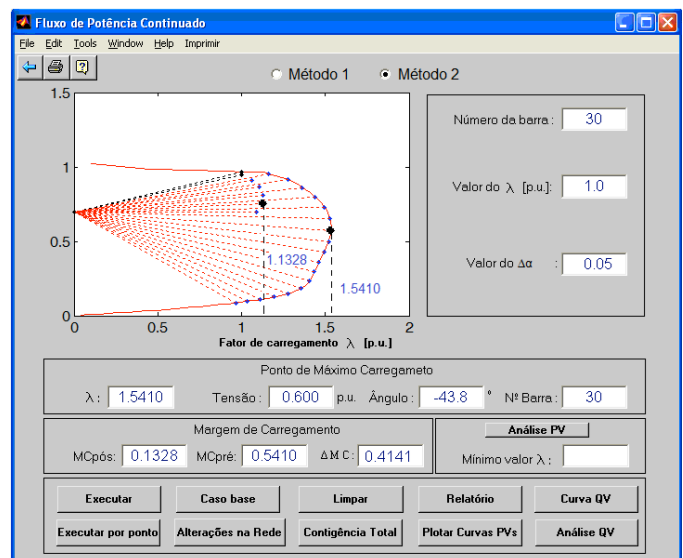 Fluxo de Potência Continuado
File Edit Tools Window Help Imprimir
Método 1 Método 2
1.5
1
0.5
0
0 0.5 1 1.5 2
1.1328
1.5410
Fator de carregamento λ [p.u.]
Número da barra : 30
Valor do λ [p.u.]: 1.0
Valor do Δα : 0.05
Ponto de Máximo Carregameto
λ : 1.5410 Tensão : 0.600 p.u. Ângulo : -43.8 ° Nº Barra : 30
Margem de Carregamento
MCpós: 0.1328 MCpré: 0.5410 Δ M C : 0.4141
Análise PV
Mínimo valor λ :
Executar Caso base Limpar Relatório Curva QV
Executar por ponto Alterações na Rede Contigência Total Plotar Curvas PVs Análise QV